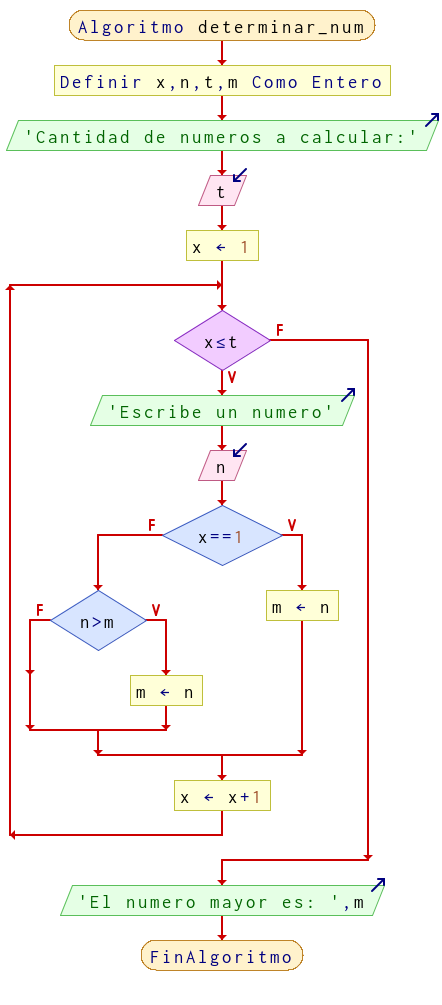 Algoritmo determinar_num
Definir x,n,t,m Como Entero
'Cantidad de numeros a calcular:'
t
x ← 1
x≤t
F
V
'Escribe un numero'
n
x==1
F
V
n>m
F
V
m ← n
m ← n
x ← x+1
'El numero mayor es: ',m
FinAlgoritmo